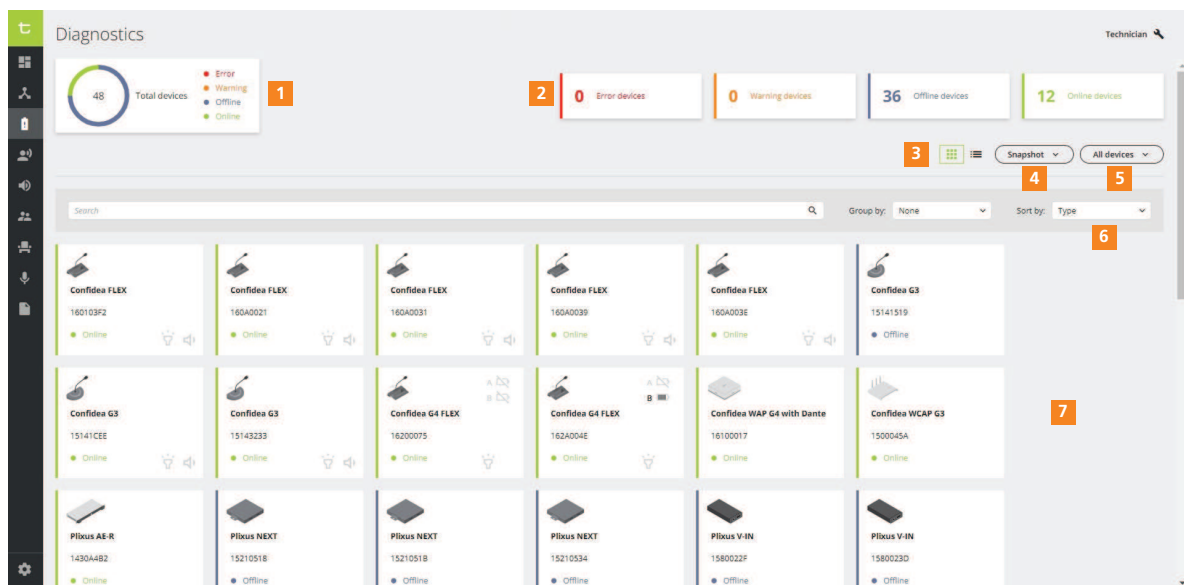 Diagnostics
Technician
48
Total devices
Error
Warning
Offline
Online
1
2
0 Error devices
0 Warning devices
36 Offline devices
12 Online devices
3
Snapshot
All devices
4
5
Search
Group by: None
Sort by: Type
6
Confidea FLEX
160103F2
Online
Confidea FLEX
160A0021
Online
Confidea FLEX
160A0031
Online
Confidea FLEX
160A0039
Online
Confidea FLEX
160A003E
Online
Confidea G3
15141519
Offline
Confidea G3
15141CEE
Online
Confidea G3
15143233
Online
A
B
Confidea G4 FLEX
16200075
Online
A
B
Confidea G4 FLEX
162A004E
Online
Confidea WAP G4 with Dante
16100017
Online
Confidea WCAP G3
1500045A
Online
7
Plixus AE-R
1430A4B2
Online
Plixus NEXT
15210518
Offline
Plixus NEXT
1521051B
Offline
Plixus NEXT
15210534
Offline
Plixus V-IN
1580022F
Offline
Plixus V-IN
1580023D
Offline